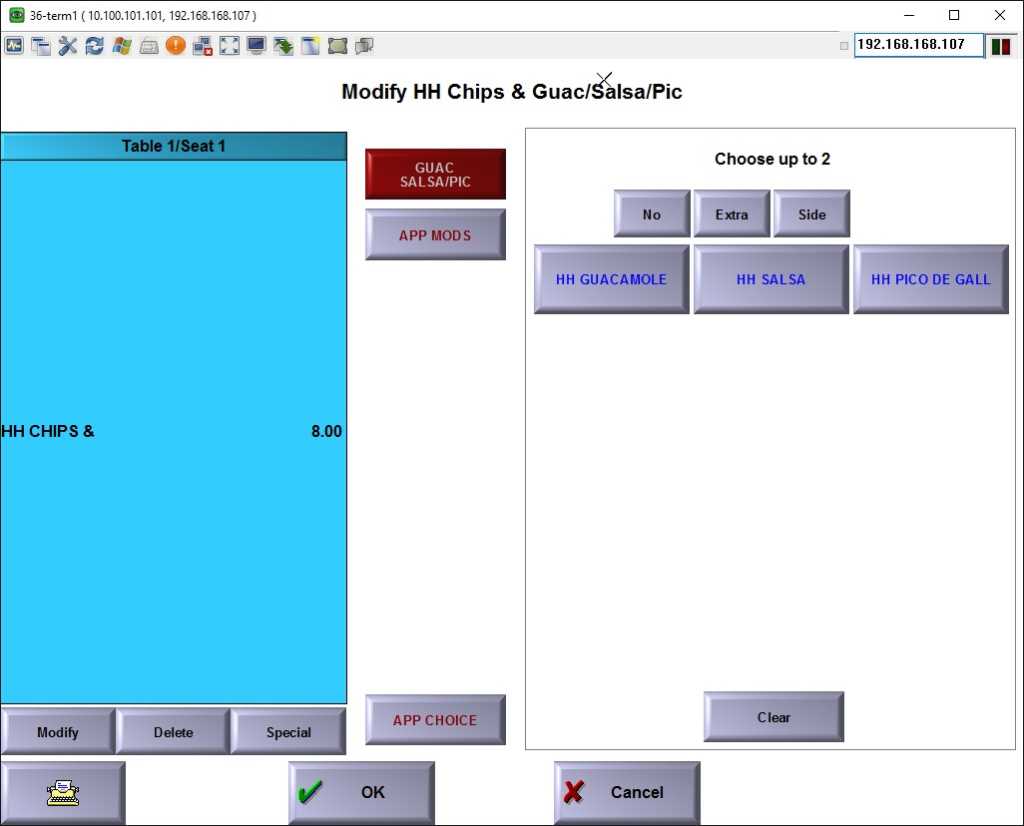 36-term1 ( 10.100.101.101, 192.168.168.107 )
192.168.168.107
Modify HH Chips & Guac/Salsa/Pic
Table 1/Seat 1
HH CHIPS & 8.00
GUAC
SALSA/PIC
APP MODS
APP CHOICE
Choose up to 2
No Extra Side
HH GUACAMOLE HH SALSA HH PICO DE GALL
Clear
Modify Delete Special
OK Cancel